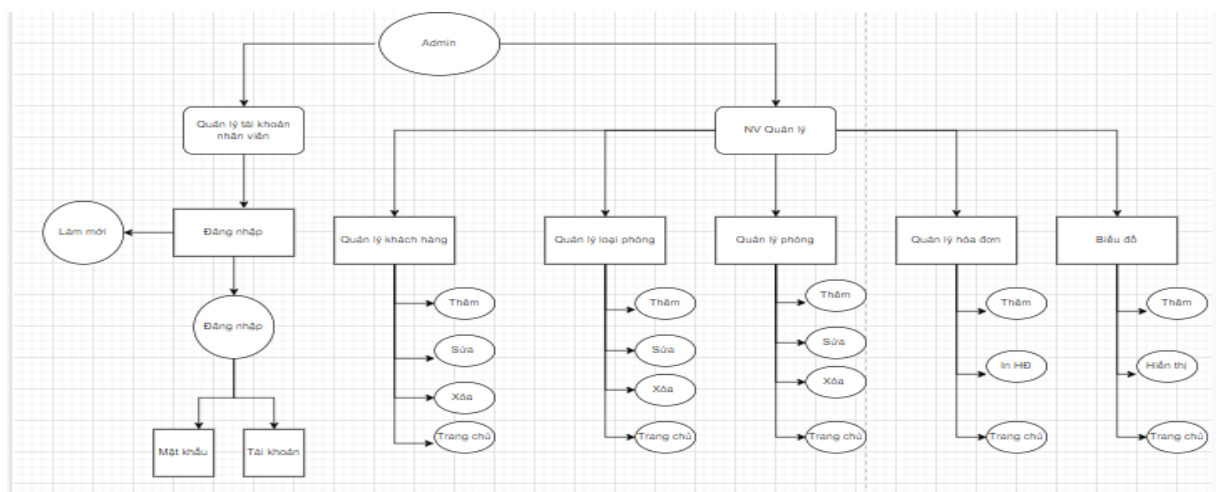 Admin
Quản lý tài khoản
nhân viên
NV Quản lý
Làm mới
Đăng nhập
Quản lý khách hàng
Quản lý loại phòng
Quản lý phòng
Quản lý hóa đơn
Biểu đồ
Đăng nhập
Mật khẩu
Tài khoản
Thêm
Sửa
Xóa
Trang chủ
Thêm
Sửa
Xóa
Trang chủ
Thêm
Sửa
Xóa
Trang chủ
Thêm
In HĐ
Trang chủ
Thêm
Hiển thị
Trang chủ